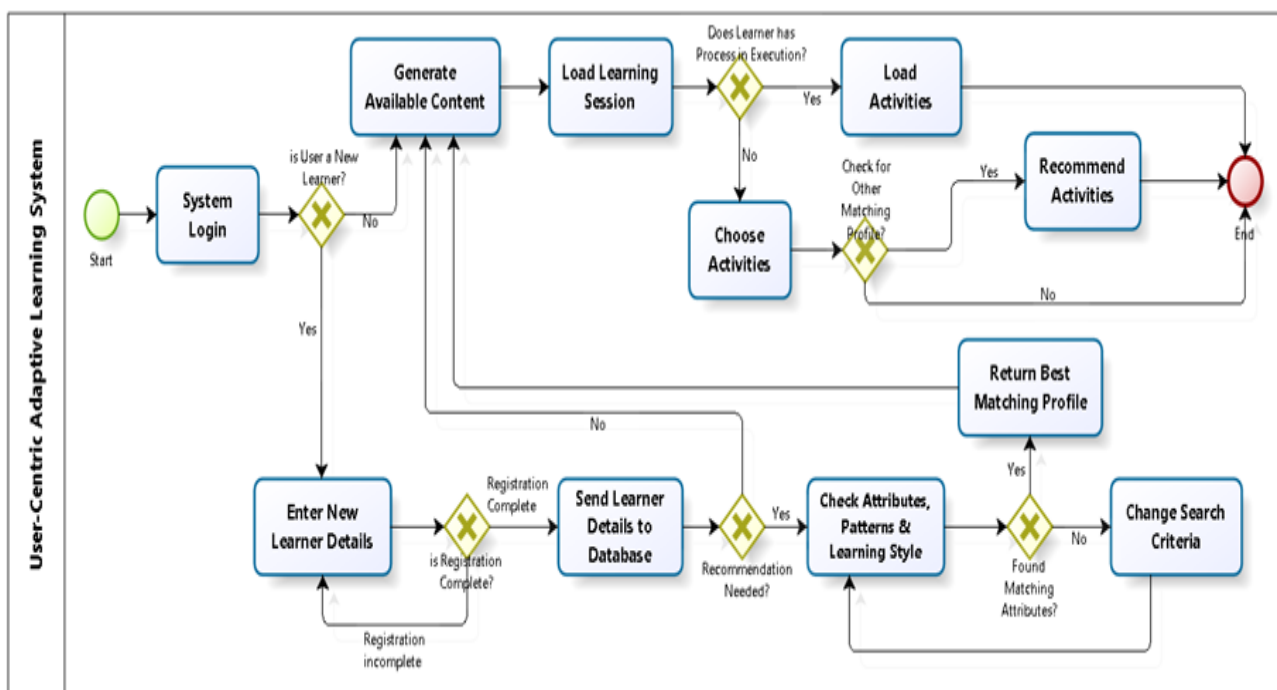 User-Centric Adaptive Learning System
Does Learner has
Process in Execution?
Generate
Available Content
Load Learning
Session
Yes
Load
Activities
is User a New
Learner?
No
Check for
Other
Matching
Profile?
Yes
Recommend
Activities
System
Login
No
Choose
Activities
Start
End
No
Yes
Return Best
Matching Profile
No
Yes
Enter New
Learner Details
Registration
Complete
Send Learner
Details to
Database
Yes
Check Attributes,
Patterns &
Learning Style
No
Change Search
Criteria
is Registration
Complete?
Recommendation
Needed?
Found
Matching
Attributes?
Registration
incomplete